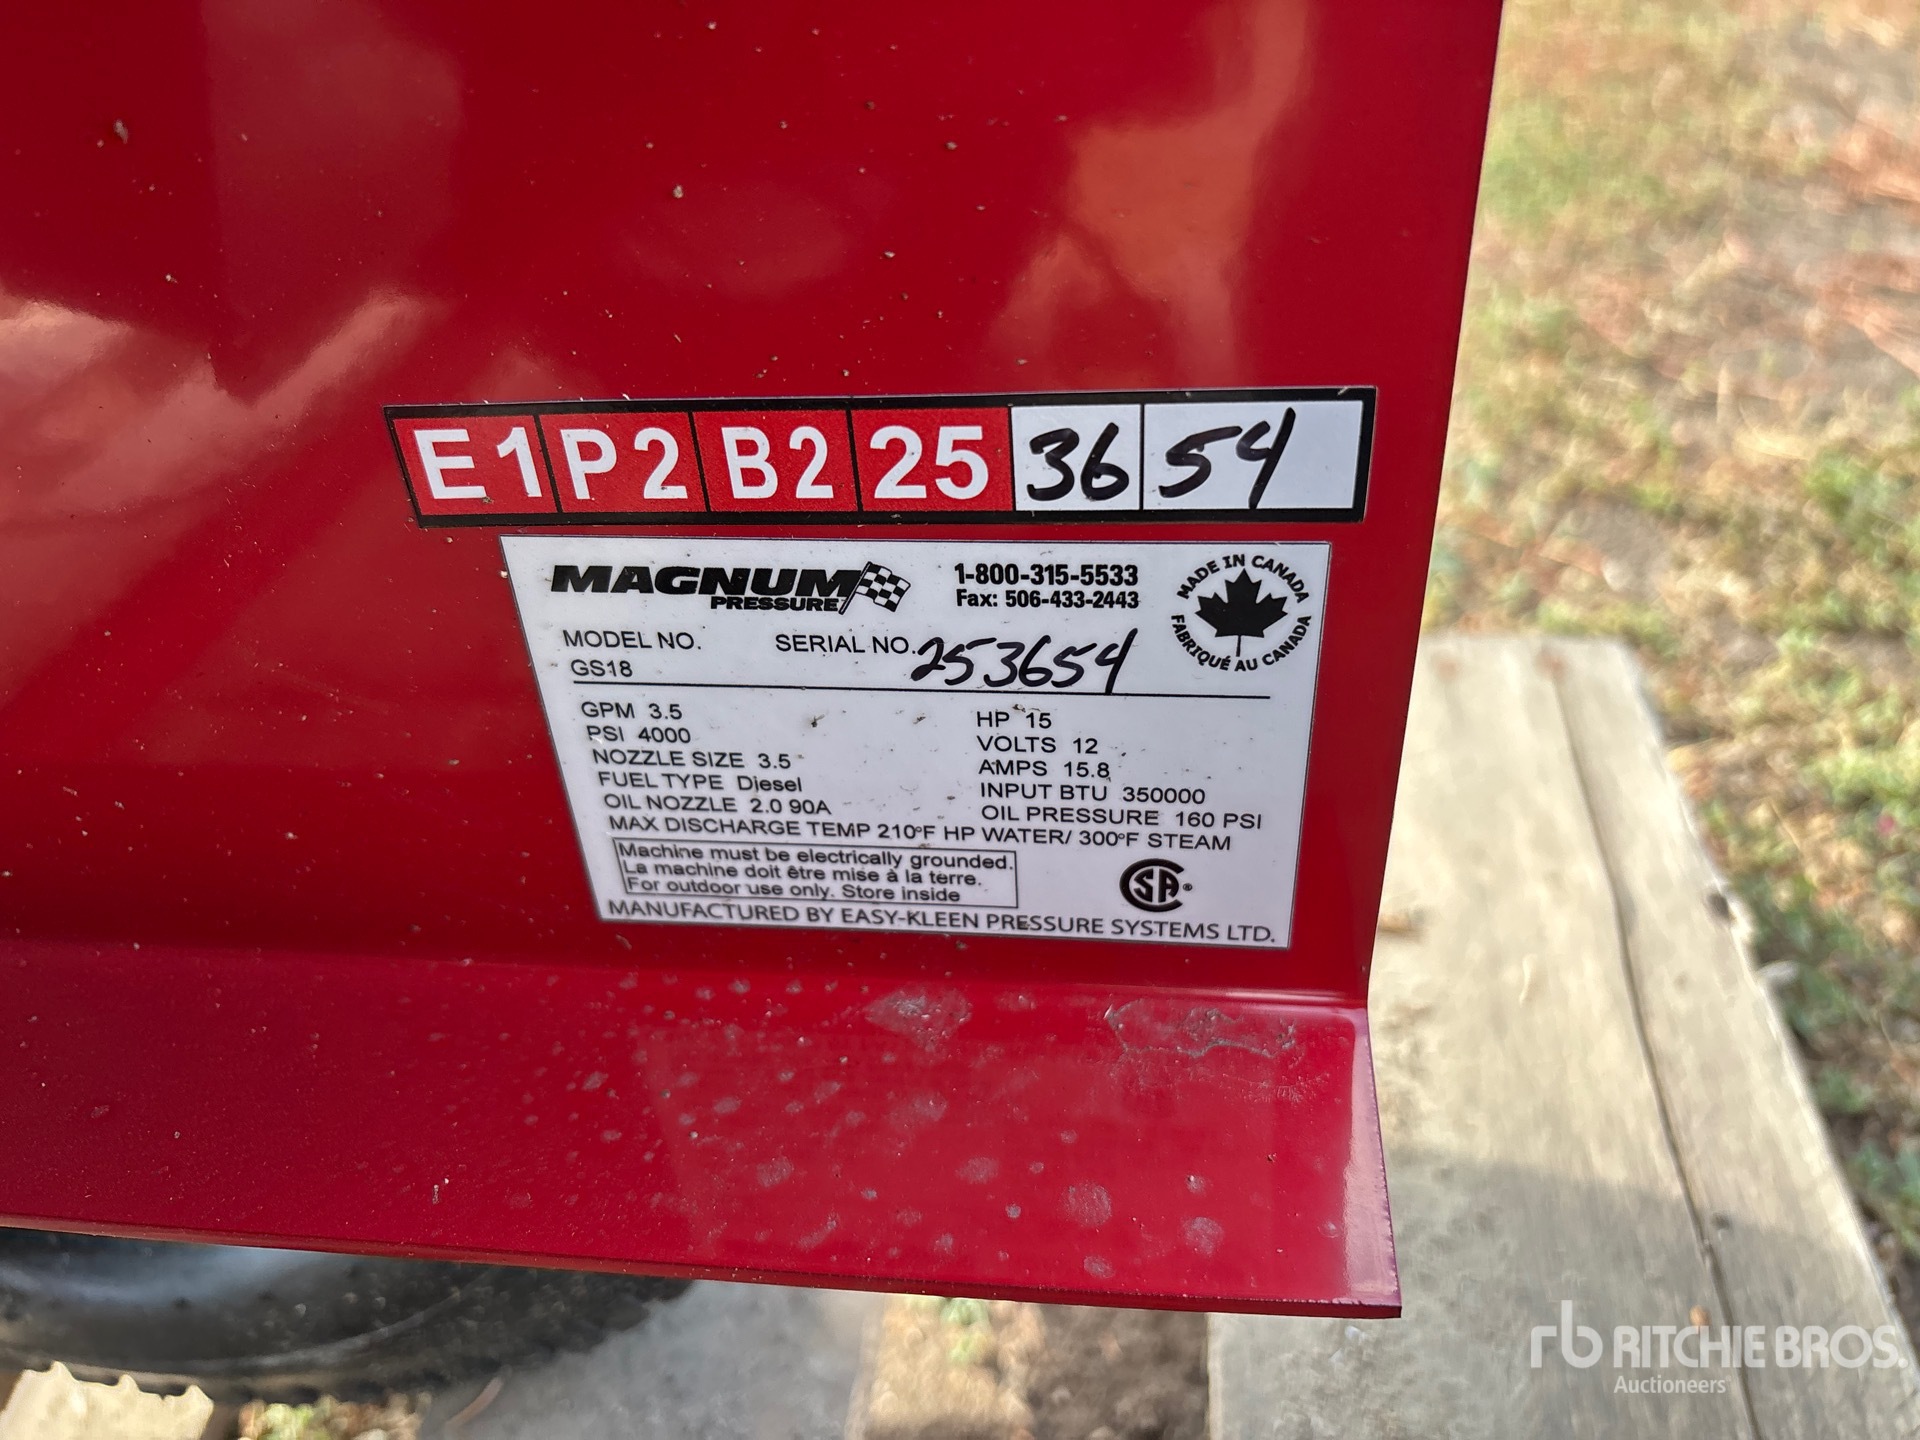 E1 P2 B2 25 36 54
MAGNUM
PRESSURE
1-800-315-5533
Fax: 506-433-2443
MADE IN CANADA
FABRIQUÉ AU CANADA
MODEL NO.
GS18
SERIAL NO. 253654
GPM 3.5
PSI 4000
NOZZLE SIZE 3.5
FUEL TYPE Diesel
OIL NOZZLE 2.0 90A
HP 15
VOLTS 12
AMPS 15.8
INPUT BTU 350000
OIL PRESSURE 160 PSI
MAX DISCHARGE TEMP 210°F HP WATER/ 300°F STEAM
Machine must be electrically grounded.
La machine doit être mise à la terre.
For outdoor use only. Store inside
CSA®
MANUFACTURED BY EASY-KLEEN PRESSURE SYSTEMS LTD.
rb RITCHIE BROS.
Auctioneers